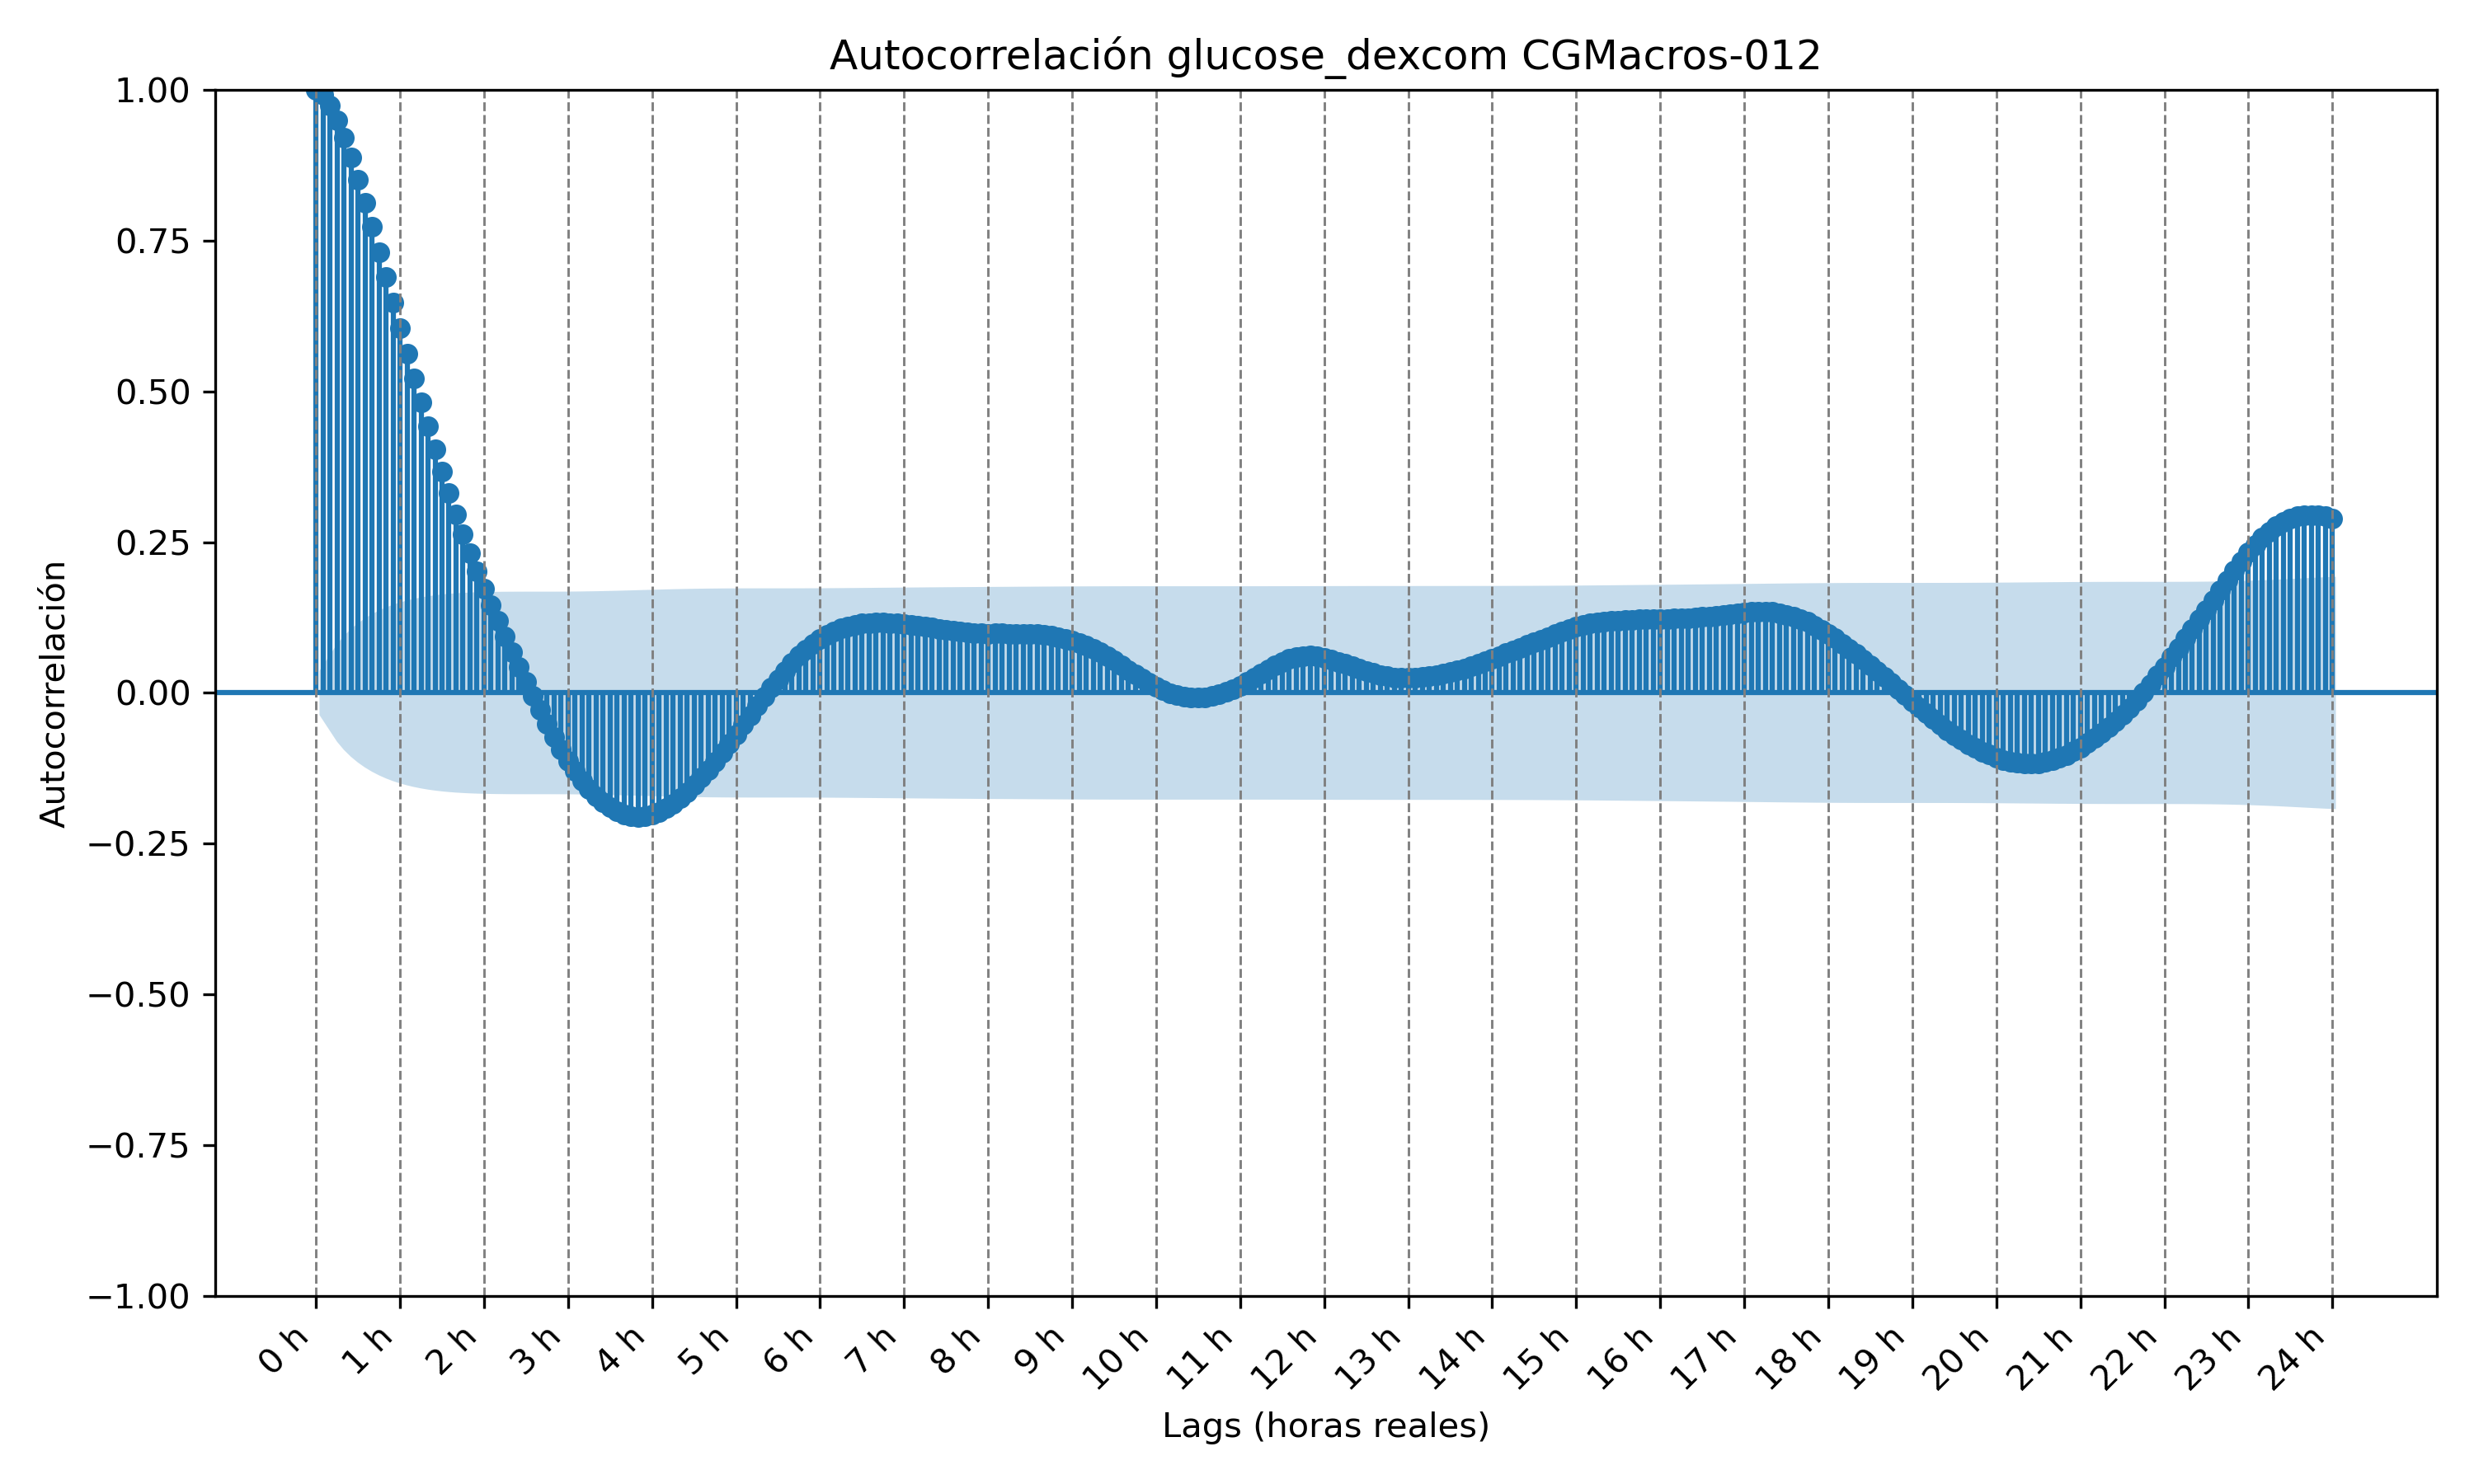 Autocorrelación glucose_dexcom CGMacros-012
1.00
0.75
0.50
0.25
0.00
−0.25
−0.50
−0.75
−1.00
Autocorrelación
0 h
1 h
2 h
3 h
4 h
5 h
6 h
7 h
8 h
9 h
10 h
11 h
12 h
13 h
14 h
15 h
16 h
17 h
18 h
19 h
20 h
21 h
22 h
23 h
24 h
Lags (horas reales)